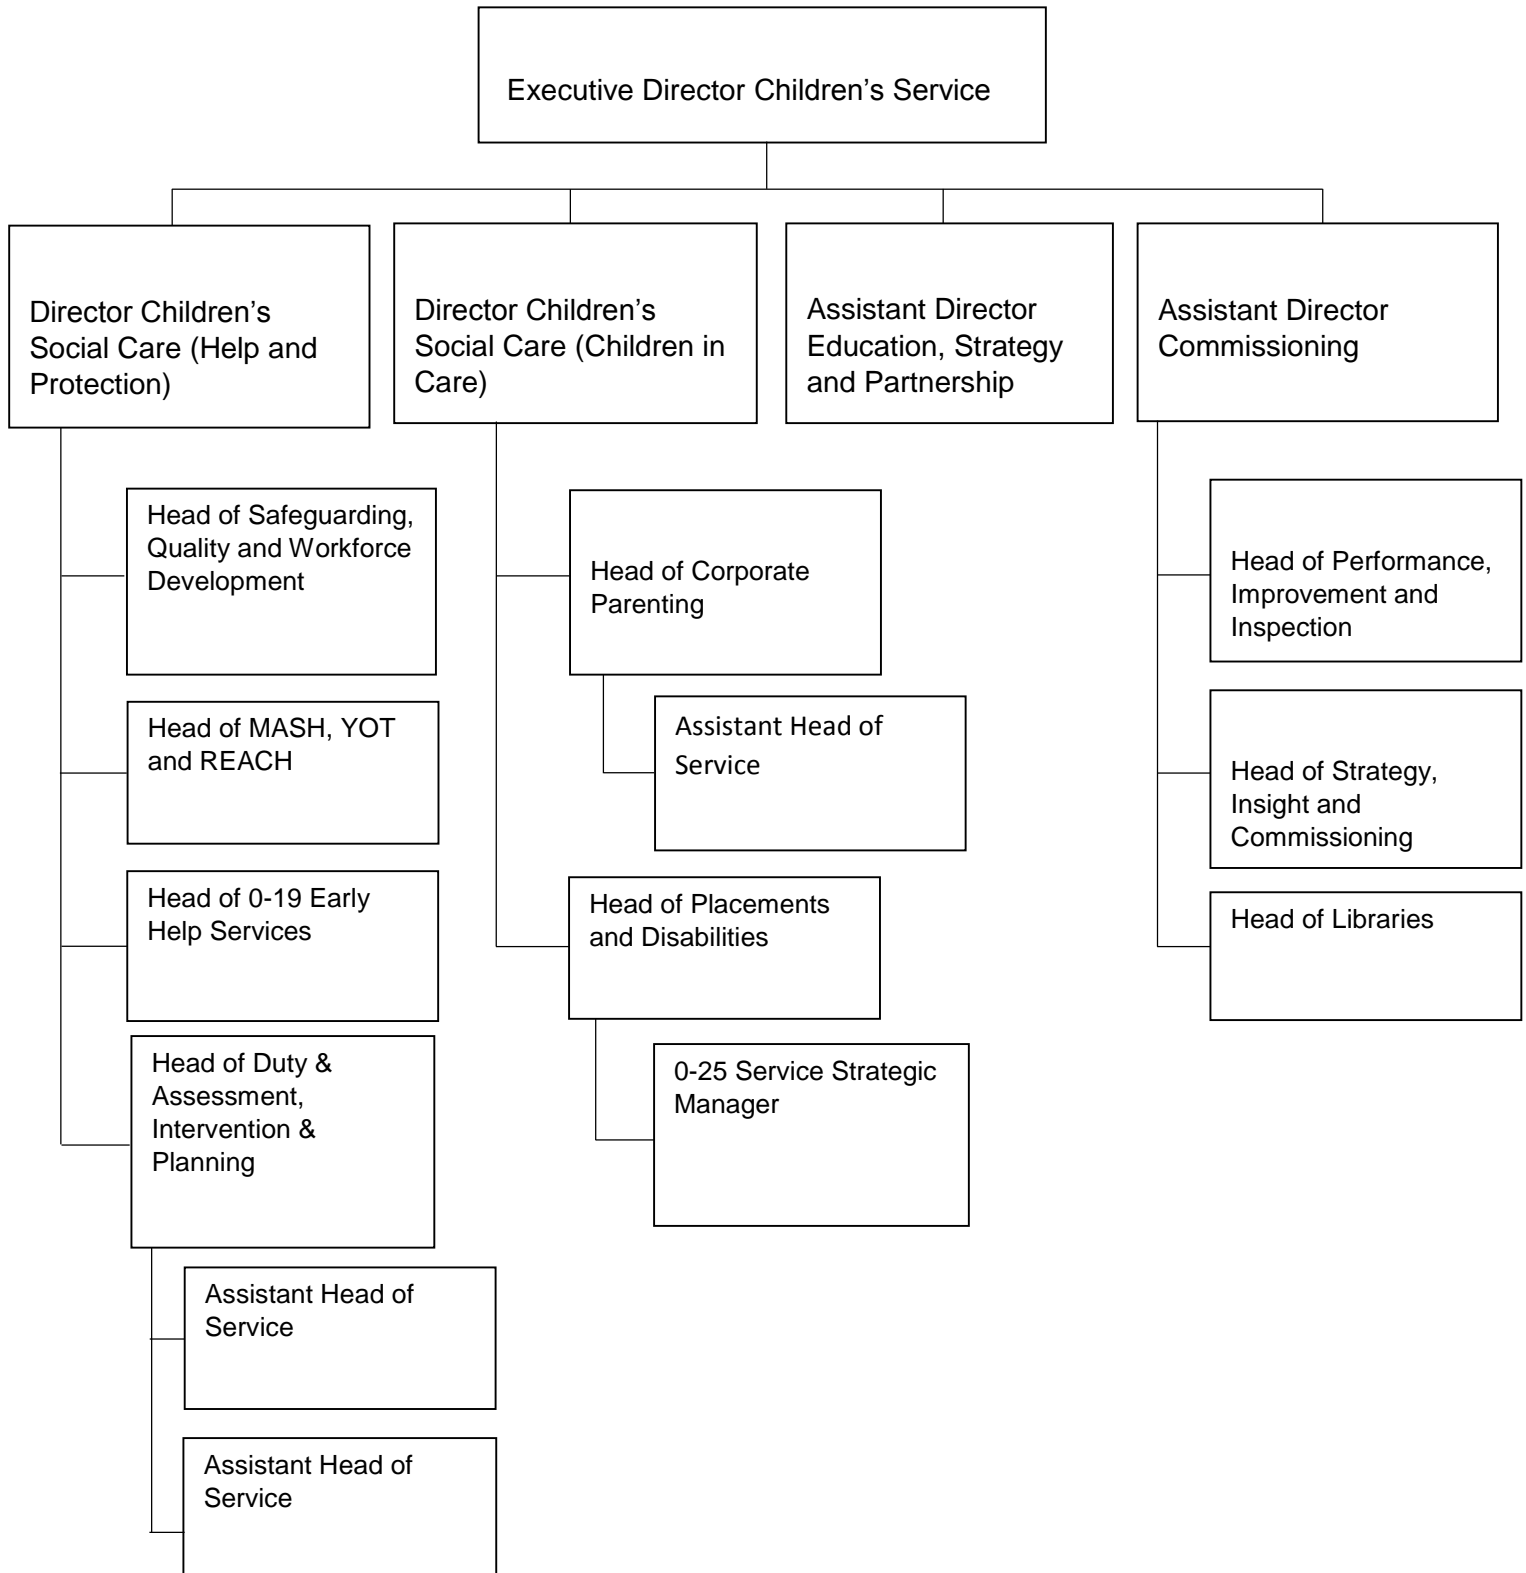 Executive Director Children’s Service
Director Children’s
Social Care (Help and
Protection)
Director Children’s
Social Care (Children in
Care)
Assistant Director
Education, Strategy
and Partnership
Assistant Director
Commissioning
Head of Safeguarding,
Quality and Workforce
Development
Head of MASH, YOT
and REACH
Head of 0-19 Early
Help Services
Head of Duty &
Assessment,
Intervention &
Planning
Assistant Head of
Service
Assistant Head of
Service
Head of Corporate
Parenting
Assistant Head of
Service
Head of Placements
and Disabilities
0-25 Service Strategic
Manager
Head of Performance,
Improvement and
Inspection
Head of Strategy,
Insight and
Commissioning
Head of Libraries